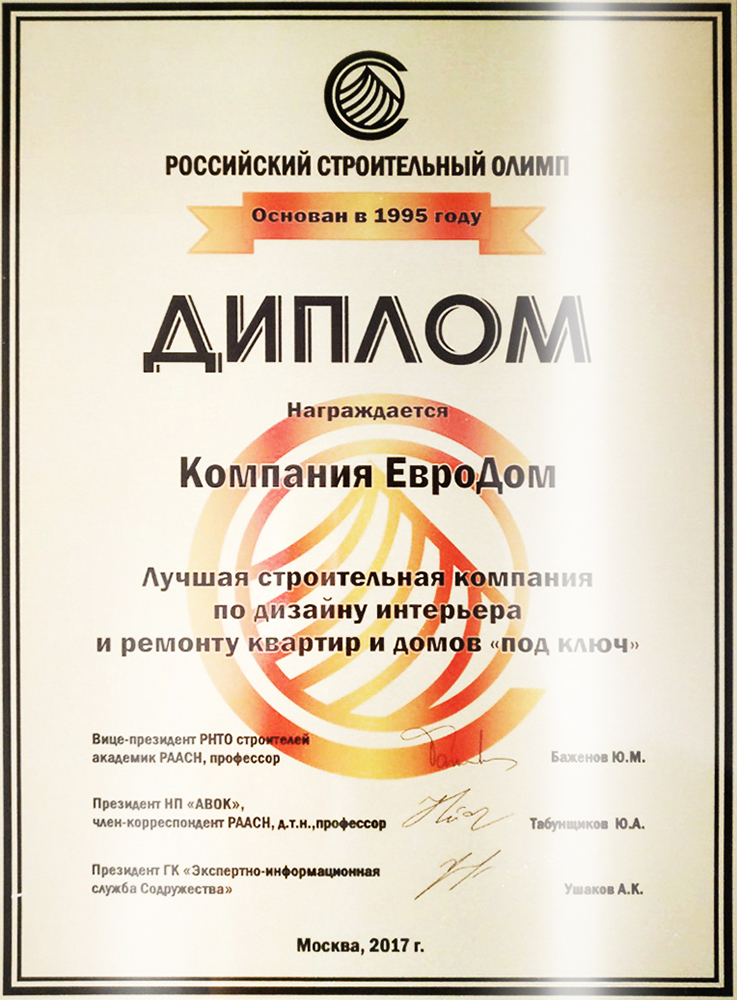 РОССИЙСКИЙ СТРОИТЕЛЬНЫЙ ОЛИМП
Основан в 1995 году
ДИПЛОМ
Награждается
Компания ЕвроДом
Лучшая строительная компания
по дизайну интерьера
и ремонту квартир и домов «под ключ»
Вице-президент РНТО строителей
академик РААСН, профессор
Баженов Ю.М.
Президент НП «АВОК»,
член-корреспондент РААСН, д.т.н.,профессор
Табунщиков Ю.А.
Президент ГК «Экспертно-информационная
служба Содружества»
Ушаков А.К.
Москва, 2017 г.